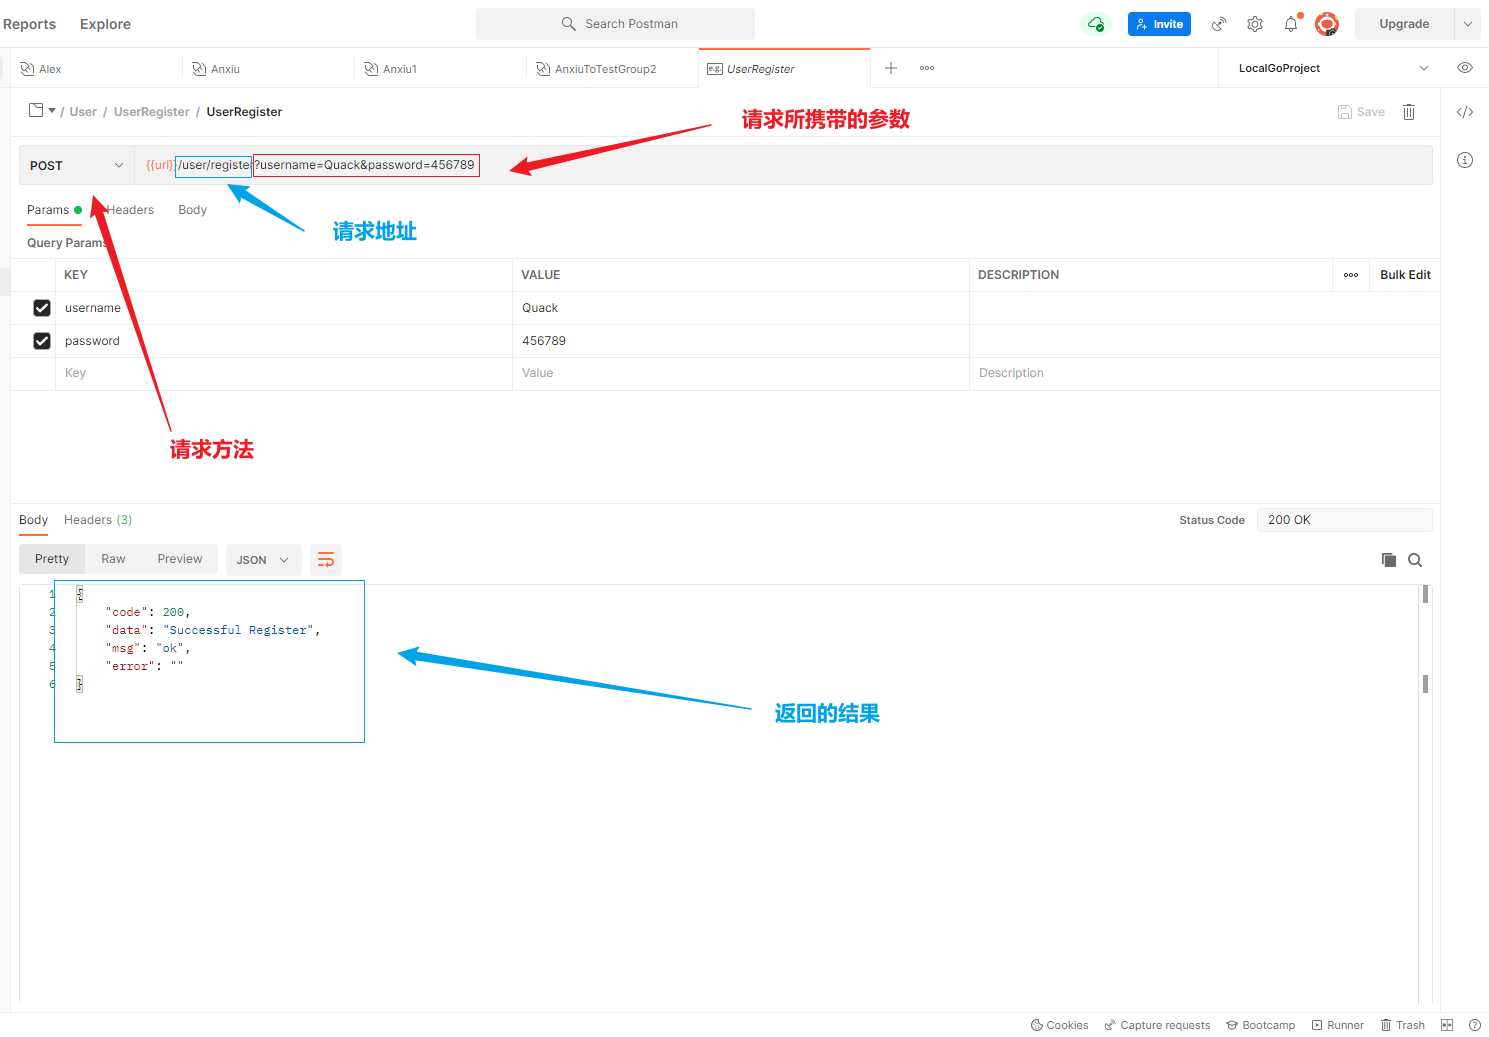 Reports Explore Search Postman Invite Upgrade
Alex Anxiu Anxiu1 AnxiuToTestGroup2 e.g. UserRegister LocalGoProject
/ User / UserRegister / UserRegister Save
请求所携带的参数
POST {{url}}/user/register?username=Quack&password=456789
Params Headers Body
请求地址
Query Params
KEY VALUE DESCRIPTION Bulk Edit
username Quack
password 456789
Key Value Description
请求方法
Body Headers (3) Status Code 200 OK
Pretty Raw Preview JSON
1 {
2 "code": 200,
3 "data": "Successful Register",
4 "msg": "ok",
5 "error": ""
6 }
返回的结果
Cookies Capture requests Bootcamp Runner Trash